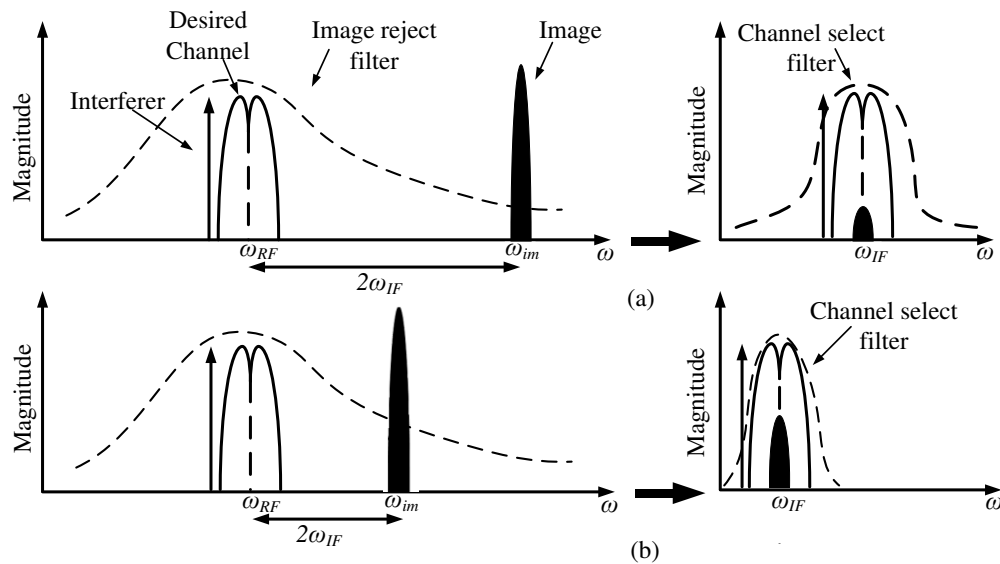 Desired
Channel
Image reject
filter
Image
Channel select
filter
Interferer
Magnitude
Magnitude
ω_RF
ω_im
ω
ω_IF
ω
2ω_IF
(a)
Channel select
filter
Magnitude
Magnitude
ω_RF
ω_im
ω
ω_IF
ω
2ω_IF
(b)